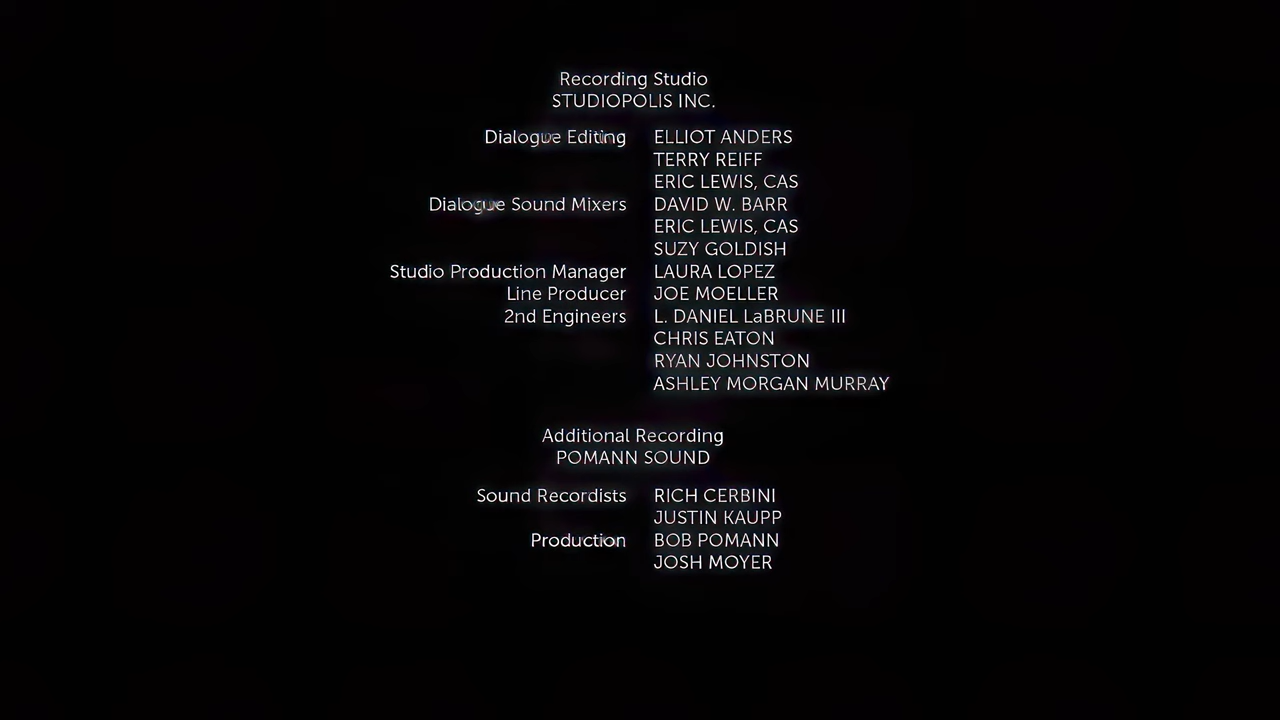 Recording Studio
STUDIOPOLIS INC.
Dialogue Editing ELLIOT ANDERS
TERRY REIFF
ERIC LEWIS, CAS
Dialogue Sound Mixers DAVID W. BARR
ERIC LEWIS, CAS
SUZY GOLDISH
Studio Production Manager LAURA LOPEZ
Line Producer JOE MOELLER
2nd Engineers L. DANIEL LaBRUNE III
CHRIS EATON
RYAN JOHNSTON
ASHLEY MORGAN MURRAY
Additional Recording
POMANN SOUND
Sound Recordists RICH CERBINI
JUSTIN KAUPP
Production BOB POMANN
JOSH MOYER